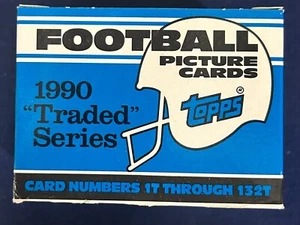 FOOTBALL
PICTURE
CARDS
1990
"Traded"
Series
topps
CARD NUMBERS 1T THROUGH 132T